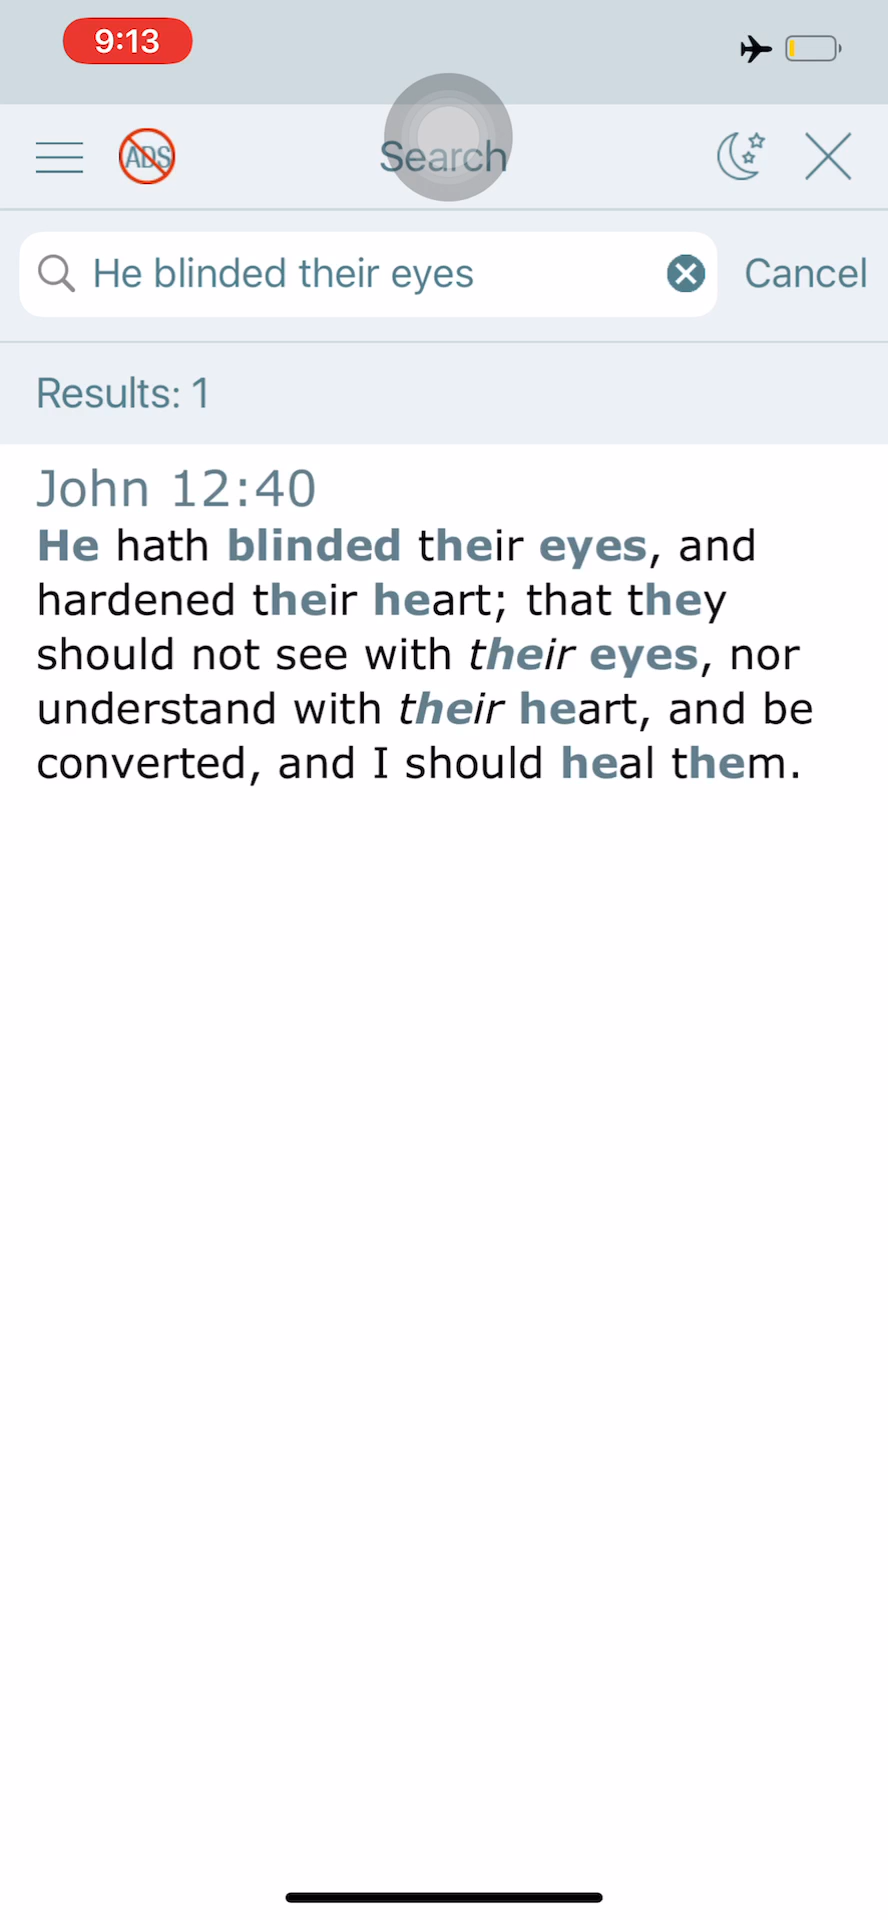 9:13
ADS
Search
He blinded their eyes
Cancel
Results: 1
John 12:40
He hath blinded their eyes, and
hardened their heart; that they
should not see with their eyes, nor
understand with their heart, and be
converted, and I should heal them.